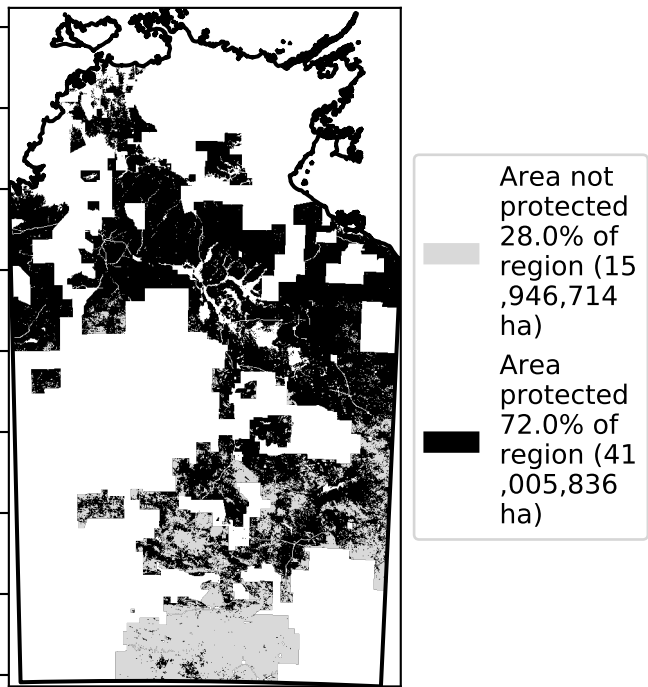 Area not
protected
28.0% of
region (15
,946,714
ha)
Area
protected
72.0% of
region (41
,005,836
ha)